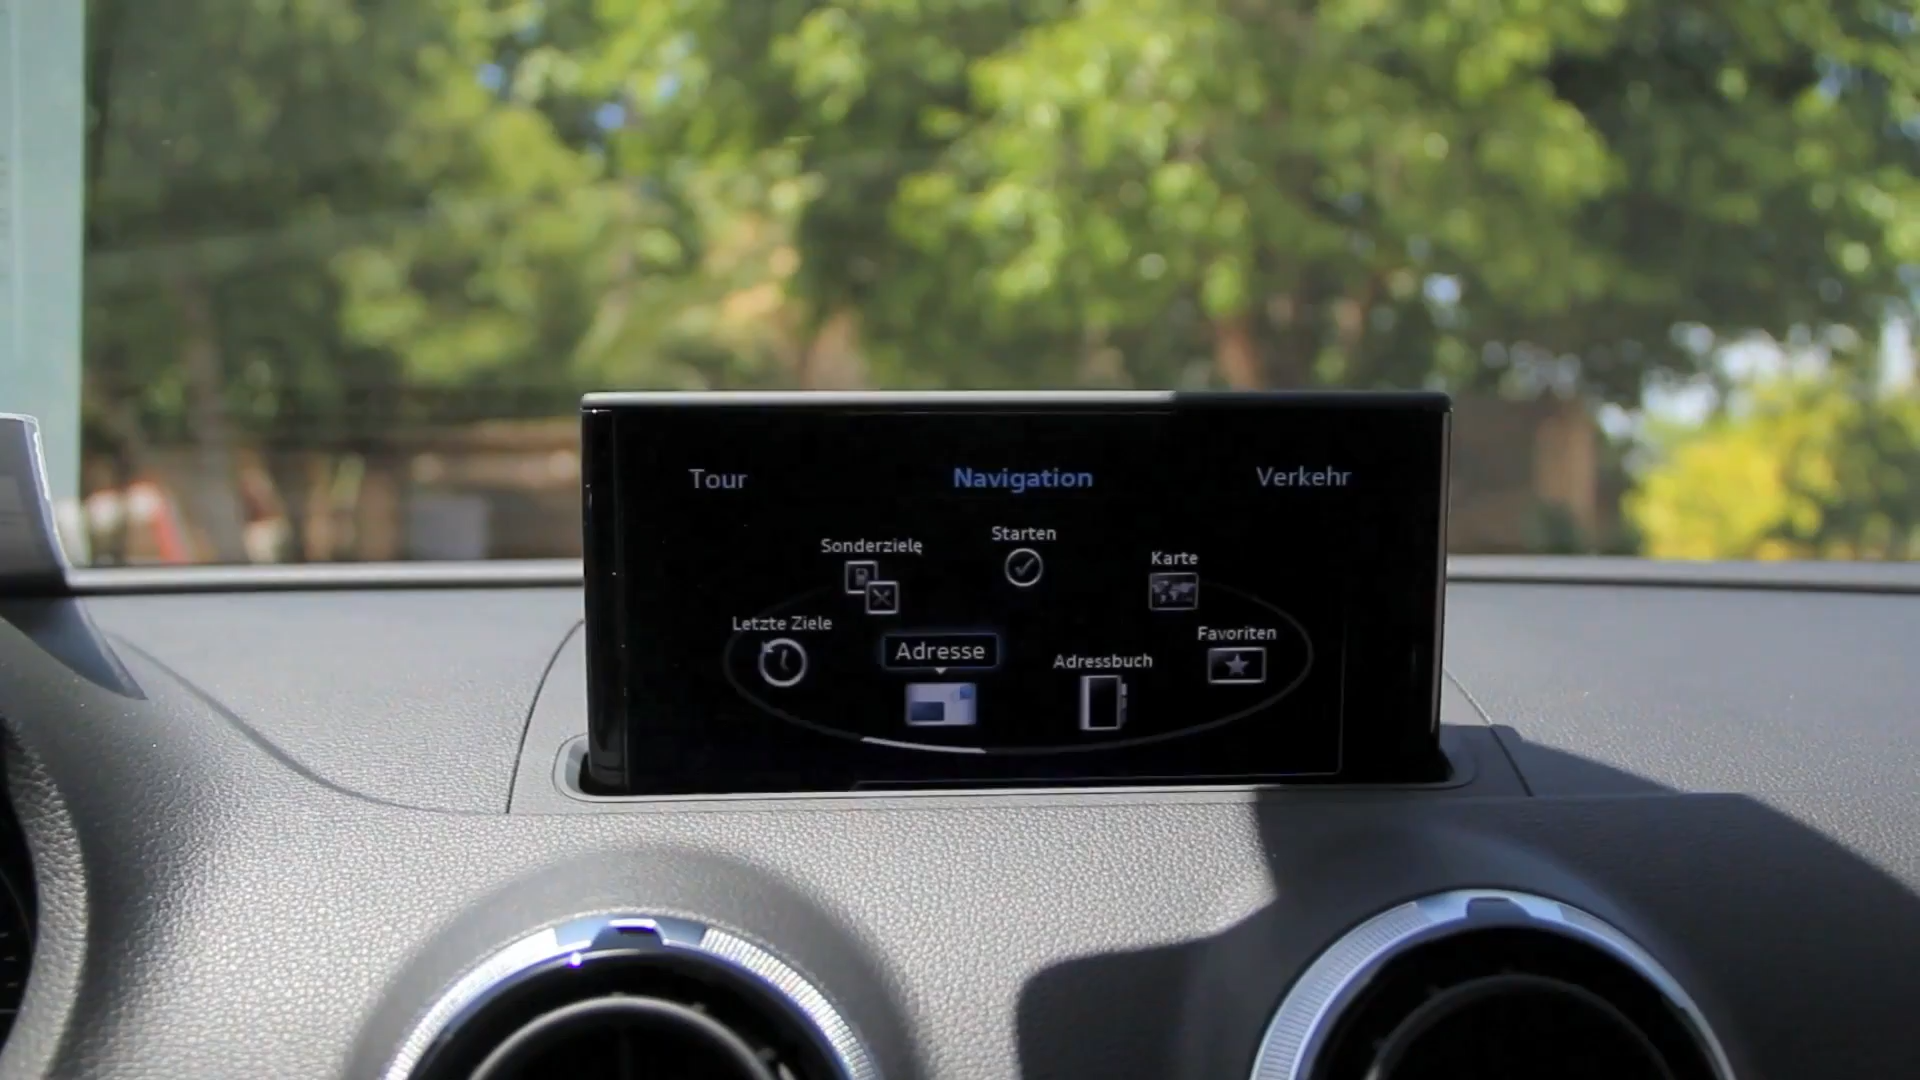 Tour
Navigation
Verkehr
Sonderziele
Starten
Karte
Letzte Ziele
Adresse
Adressbuch
Favoriten